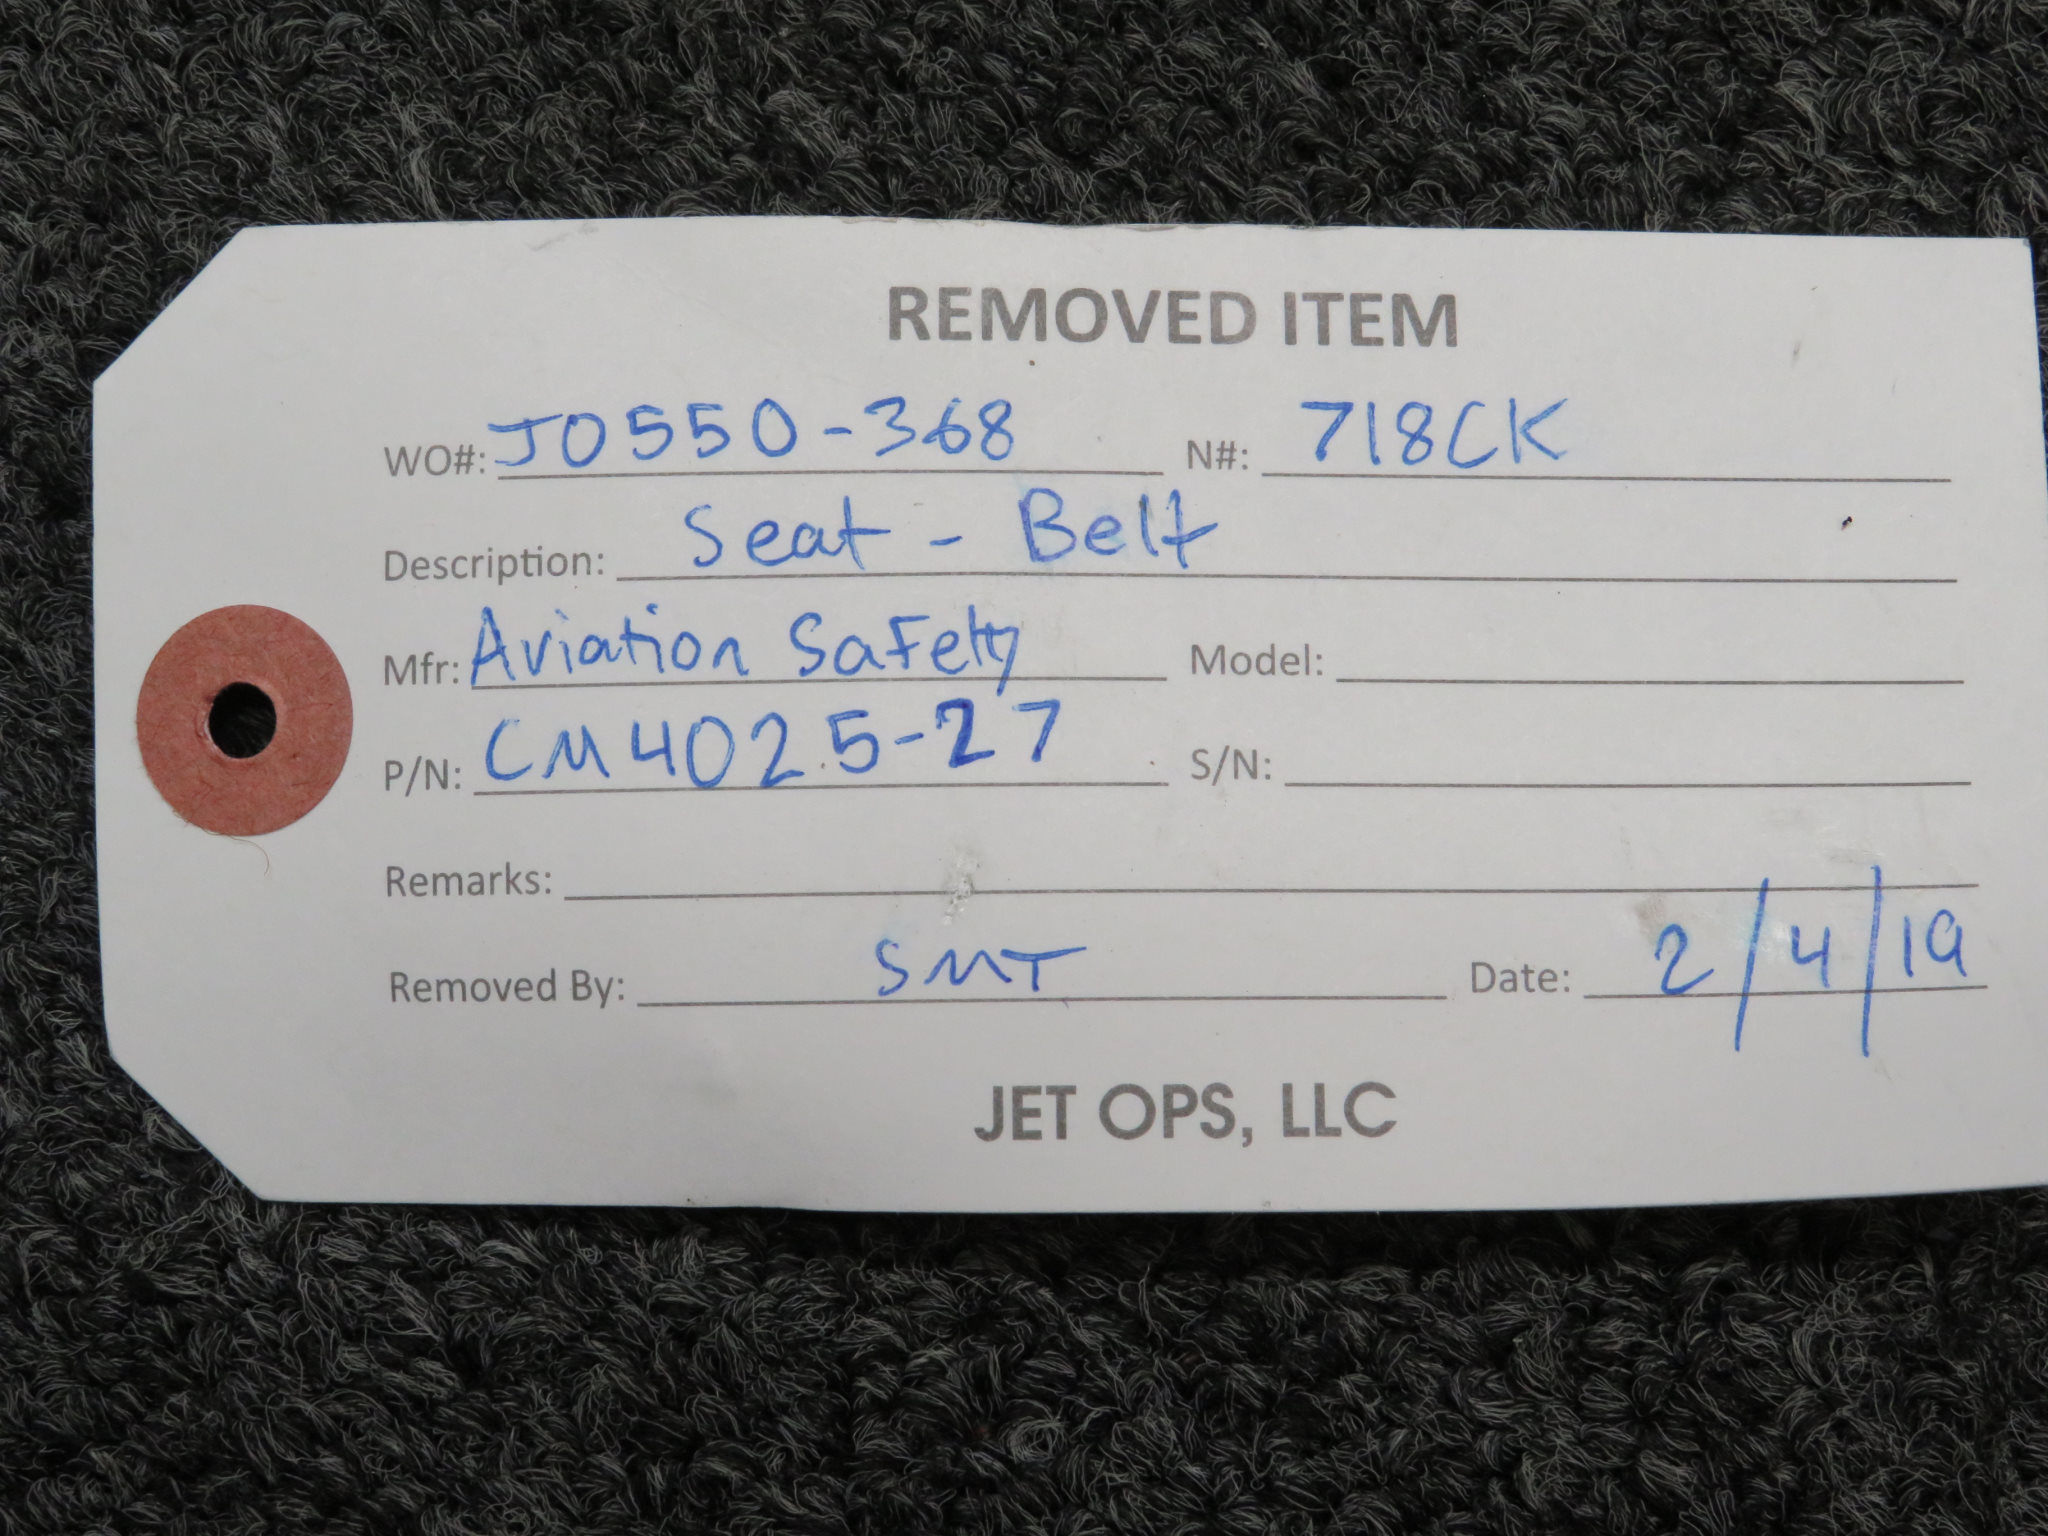 REMOVED ITEM
WO#: JO550-368 N#: 718CK
Description: Seat - Belt
Mfr: Aviation Safety Model:
P/N: CM4025-27 S/N:
Remarks:
Removed By: SMT Date: 2/4/19
JET OPS, LLC